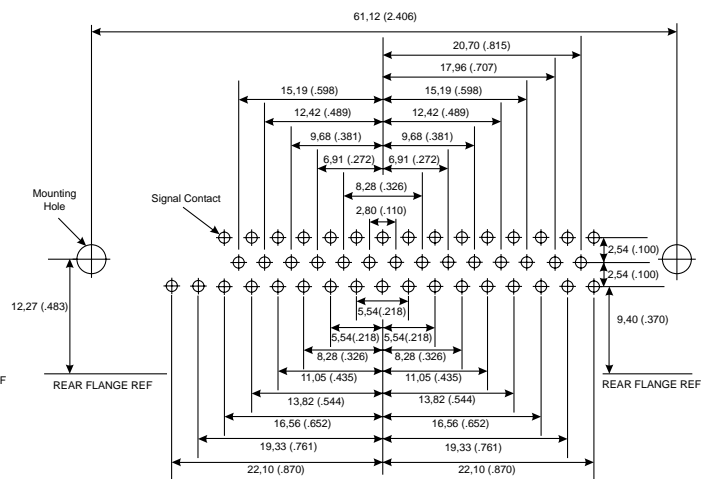 61,12 (2.406)
20,70 (.815)
17,96 (.707)
15,19 (.598) 15,19 (.598)
12,42 (.489) 12,42 (.489)
9,68 (.381) 9,68 (.381)
6,91 (.272) 6,91 (.272)
Mounting
Hole
Signal Contact
8,28 (.326)
2,80 (.110)
2,54 (.100)
2,54 (.100)
12,27 (.483)
9,40 (.370)
5,54(.218)
5,54(.218) 5,54(.218)
8,28 (.326) 8,28 (.326)
11,05 (.435) 11,05 (.435)
F
REAR FLANGE REF REAR FLANGE REF
13,82 (.544) 13,82 (.544)
16,56 (.652) 16,56 (.652)
19,33 (.761) 19,33 (.761)
22,10 (.870) 22,10 (.870)